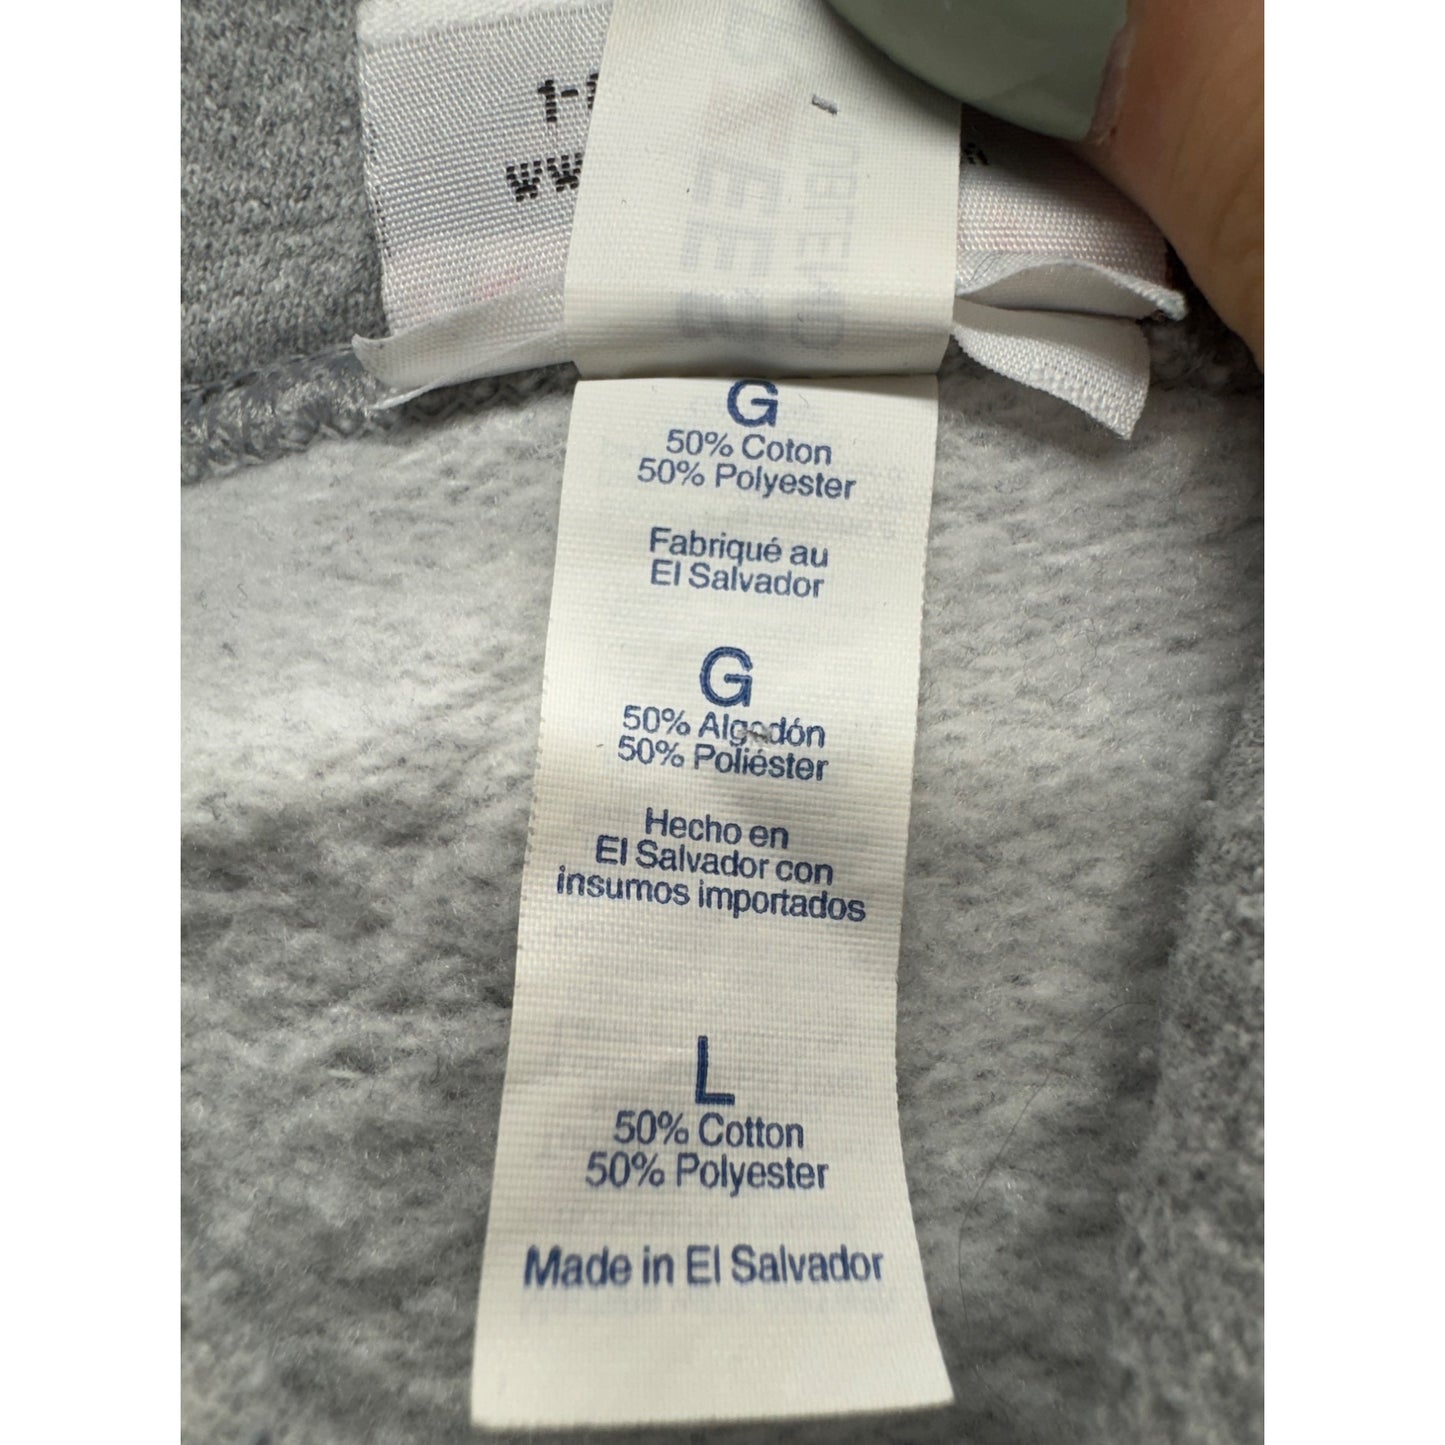 G
50% Coton
50% Polyester
Fabriqué au
El Salvador
G
50% Algodón
50% Poliéster
Hecho en
El Salvador con
insumos importados
L
50% Cotton
50% Polyester
Made in El Salvador